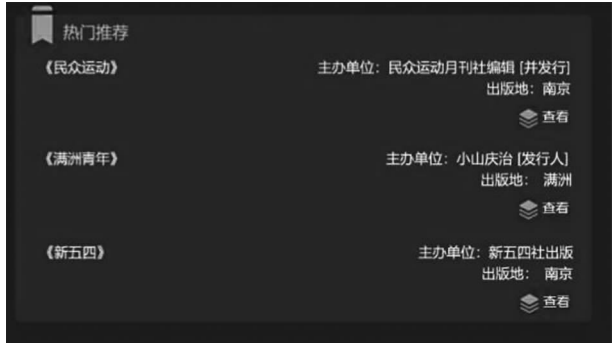 热门推荐
《民众运动》 主办单位：民众运动月刊社编辑 [并发行]
出版地：南京
查看
《满洲青年》 主办单位：小山庆治 [发行人]
出版地： 满洲
查看
《新五四》 主办单位：新五四社出版
出版地： 南京
查看